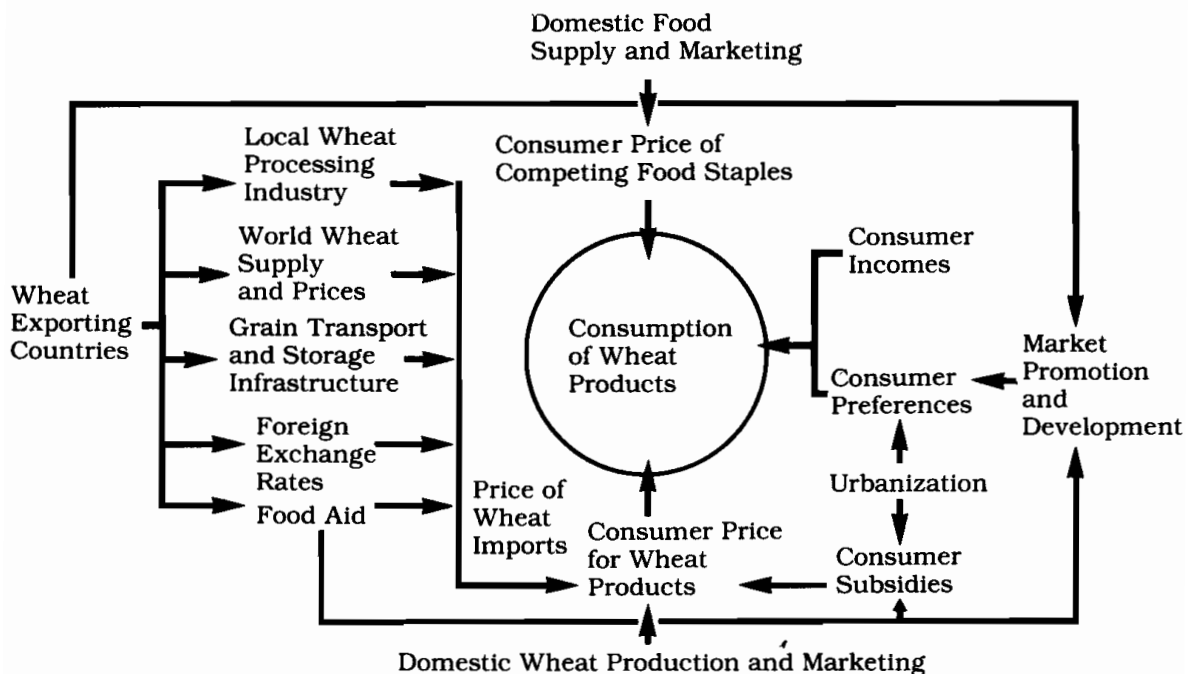 Domestic Food
Supply and Marketing
Local Wheat
Processing
Industry
Consumer Price of
Competing Food Staples
World Wheat
Supply
and Prices
Consumer
Incomes
Wheat
Exporting
Countries
Grain Transport
and Storage
Infrastructure
Consumption
of Wheat
Products
Consumer
Preferences
Market
Promotion
and
Development
Foreign
Exchange
Rates
Food Aid
Price of
Wheat
Imports
Urbanization
Consumer Price
for Wheat
Products
Consumer
Subsidies
Domestic Wheat Production and Marketing